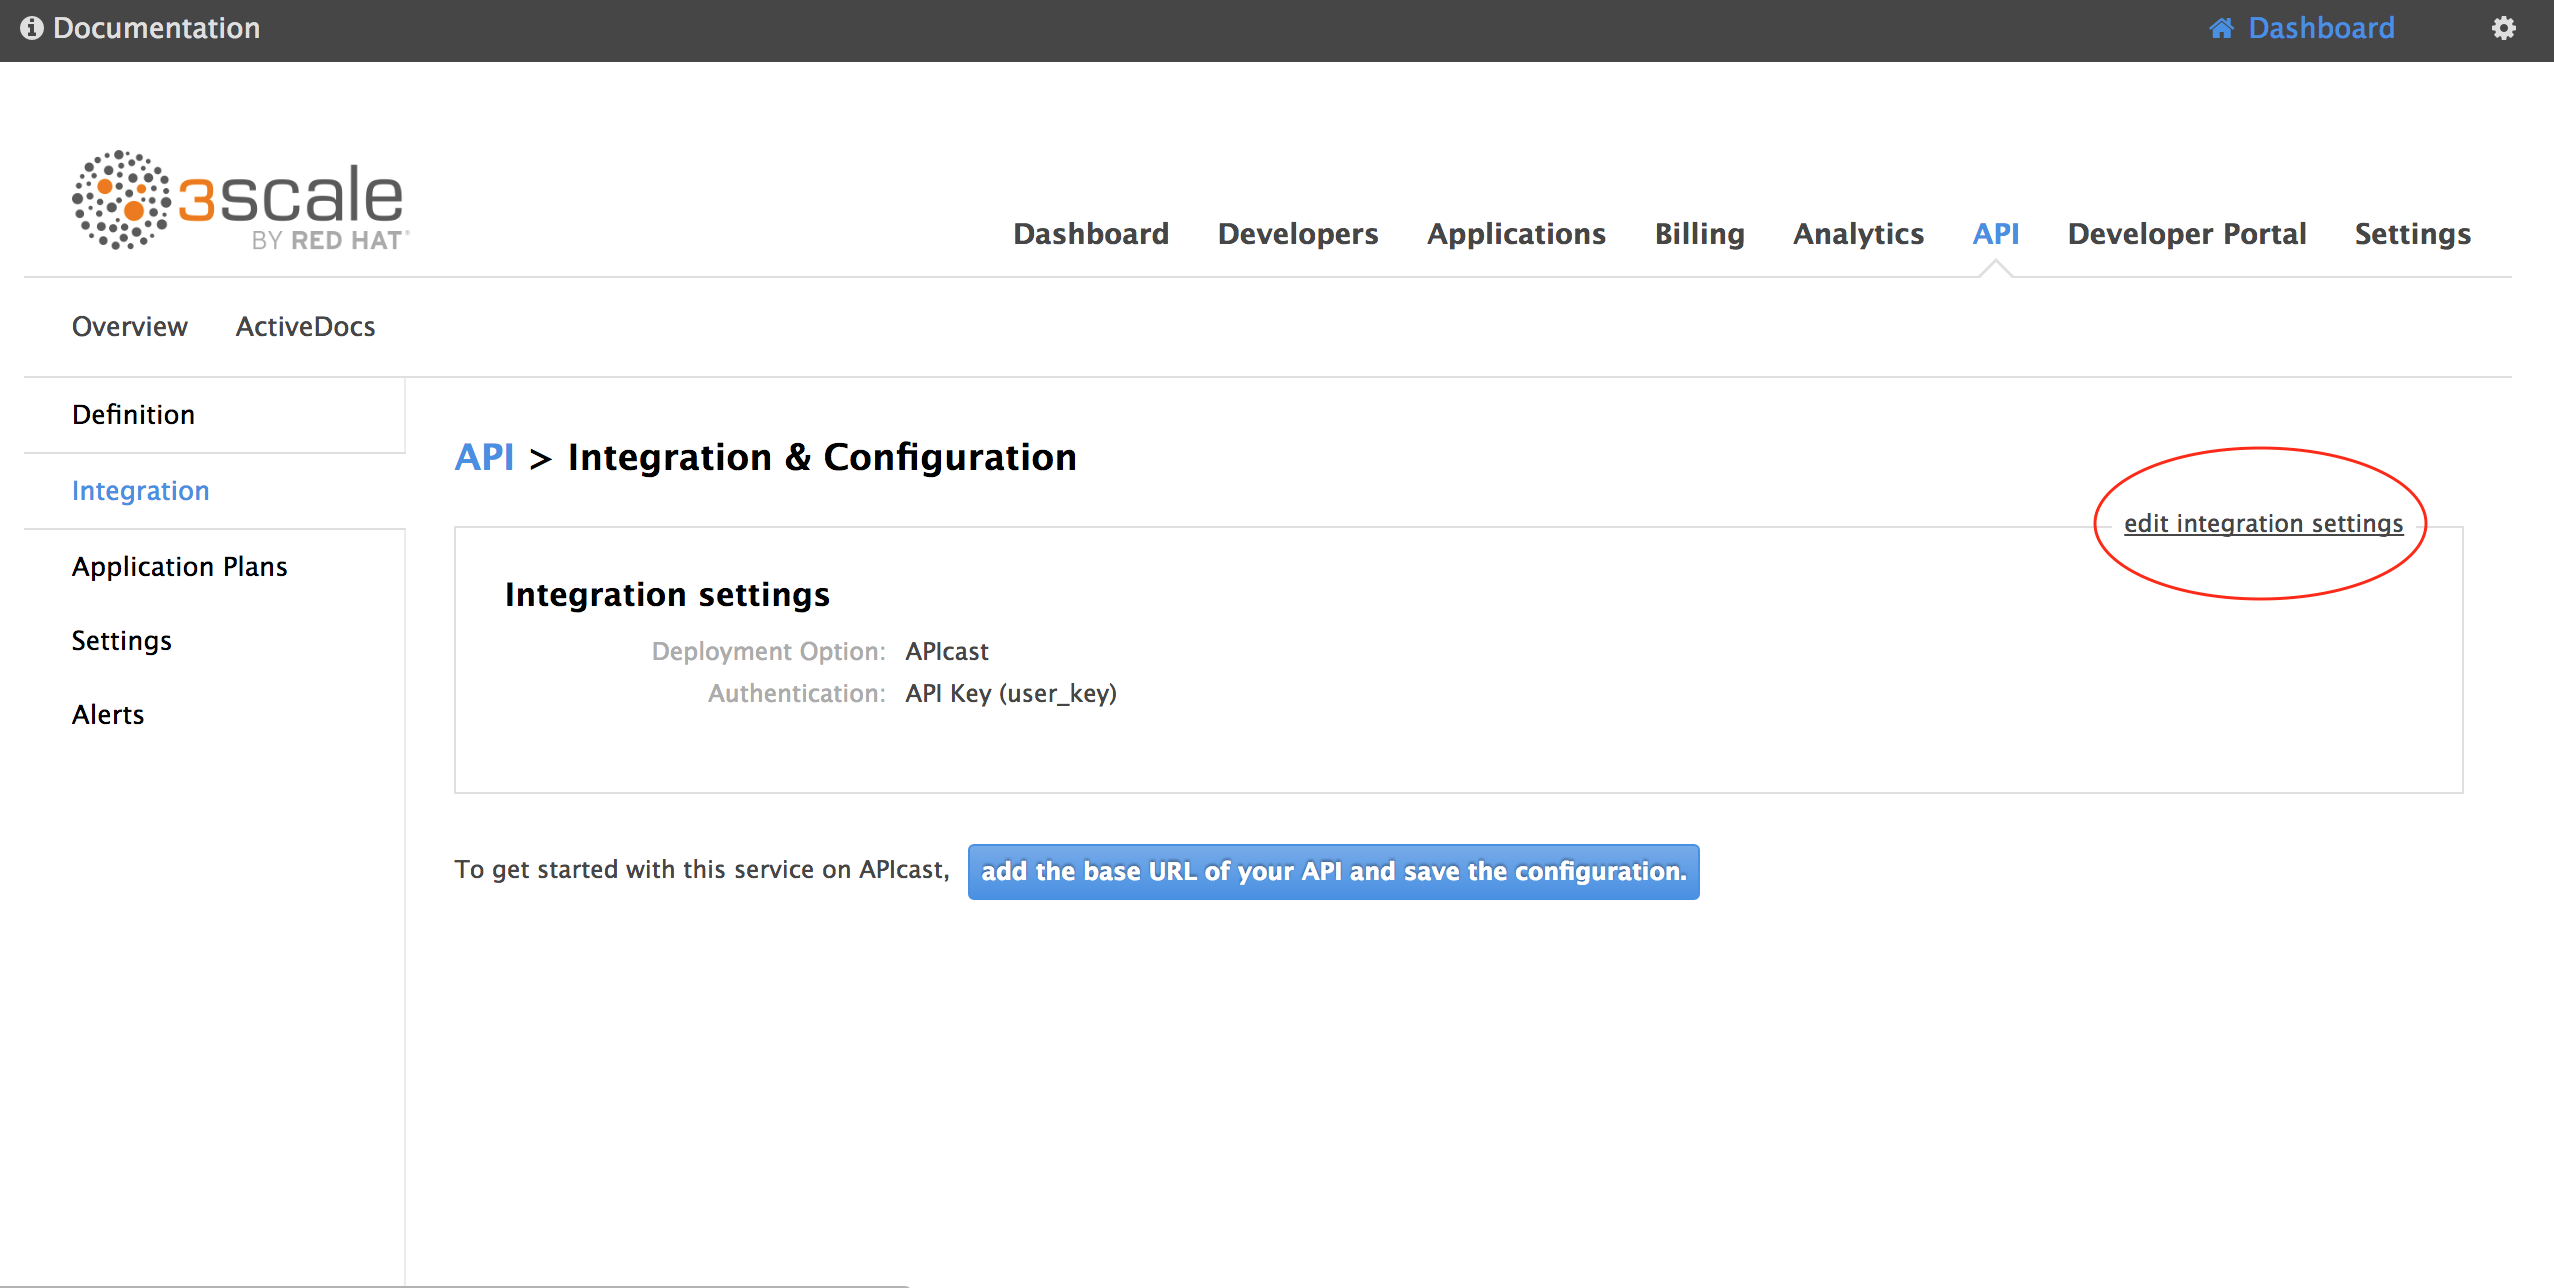 Documentation
Dashboard
3scale
BY RED HAT®
Dashboard Developers Applications Billing Analytics API Developer Portal Settings
Overview ActiveDocs
Definition
Integration
Application Plans
Settings
Alerts
API > Integration & Configuration
edit integration settings
Integration settings
Deployment Option: APIcast
Authentication: API Key (user_key)
To get started with this service on APIcast, add the base URL of your API and save the configuration.